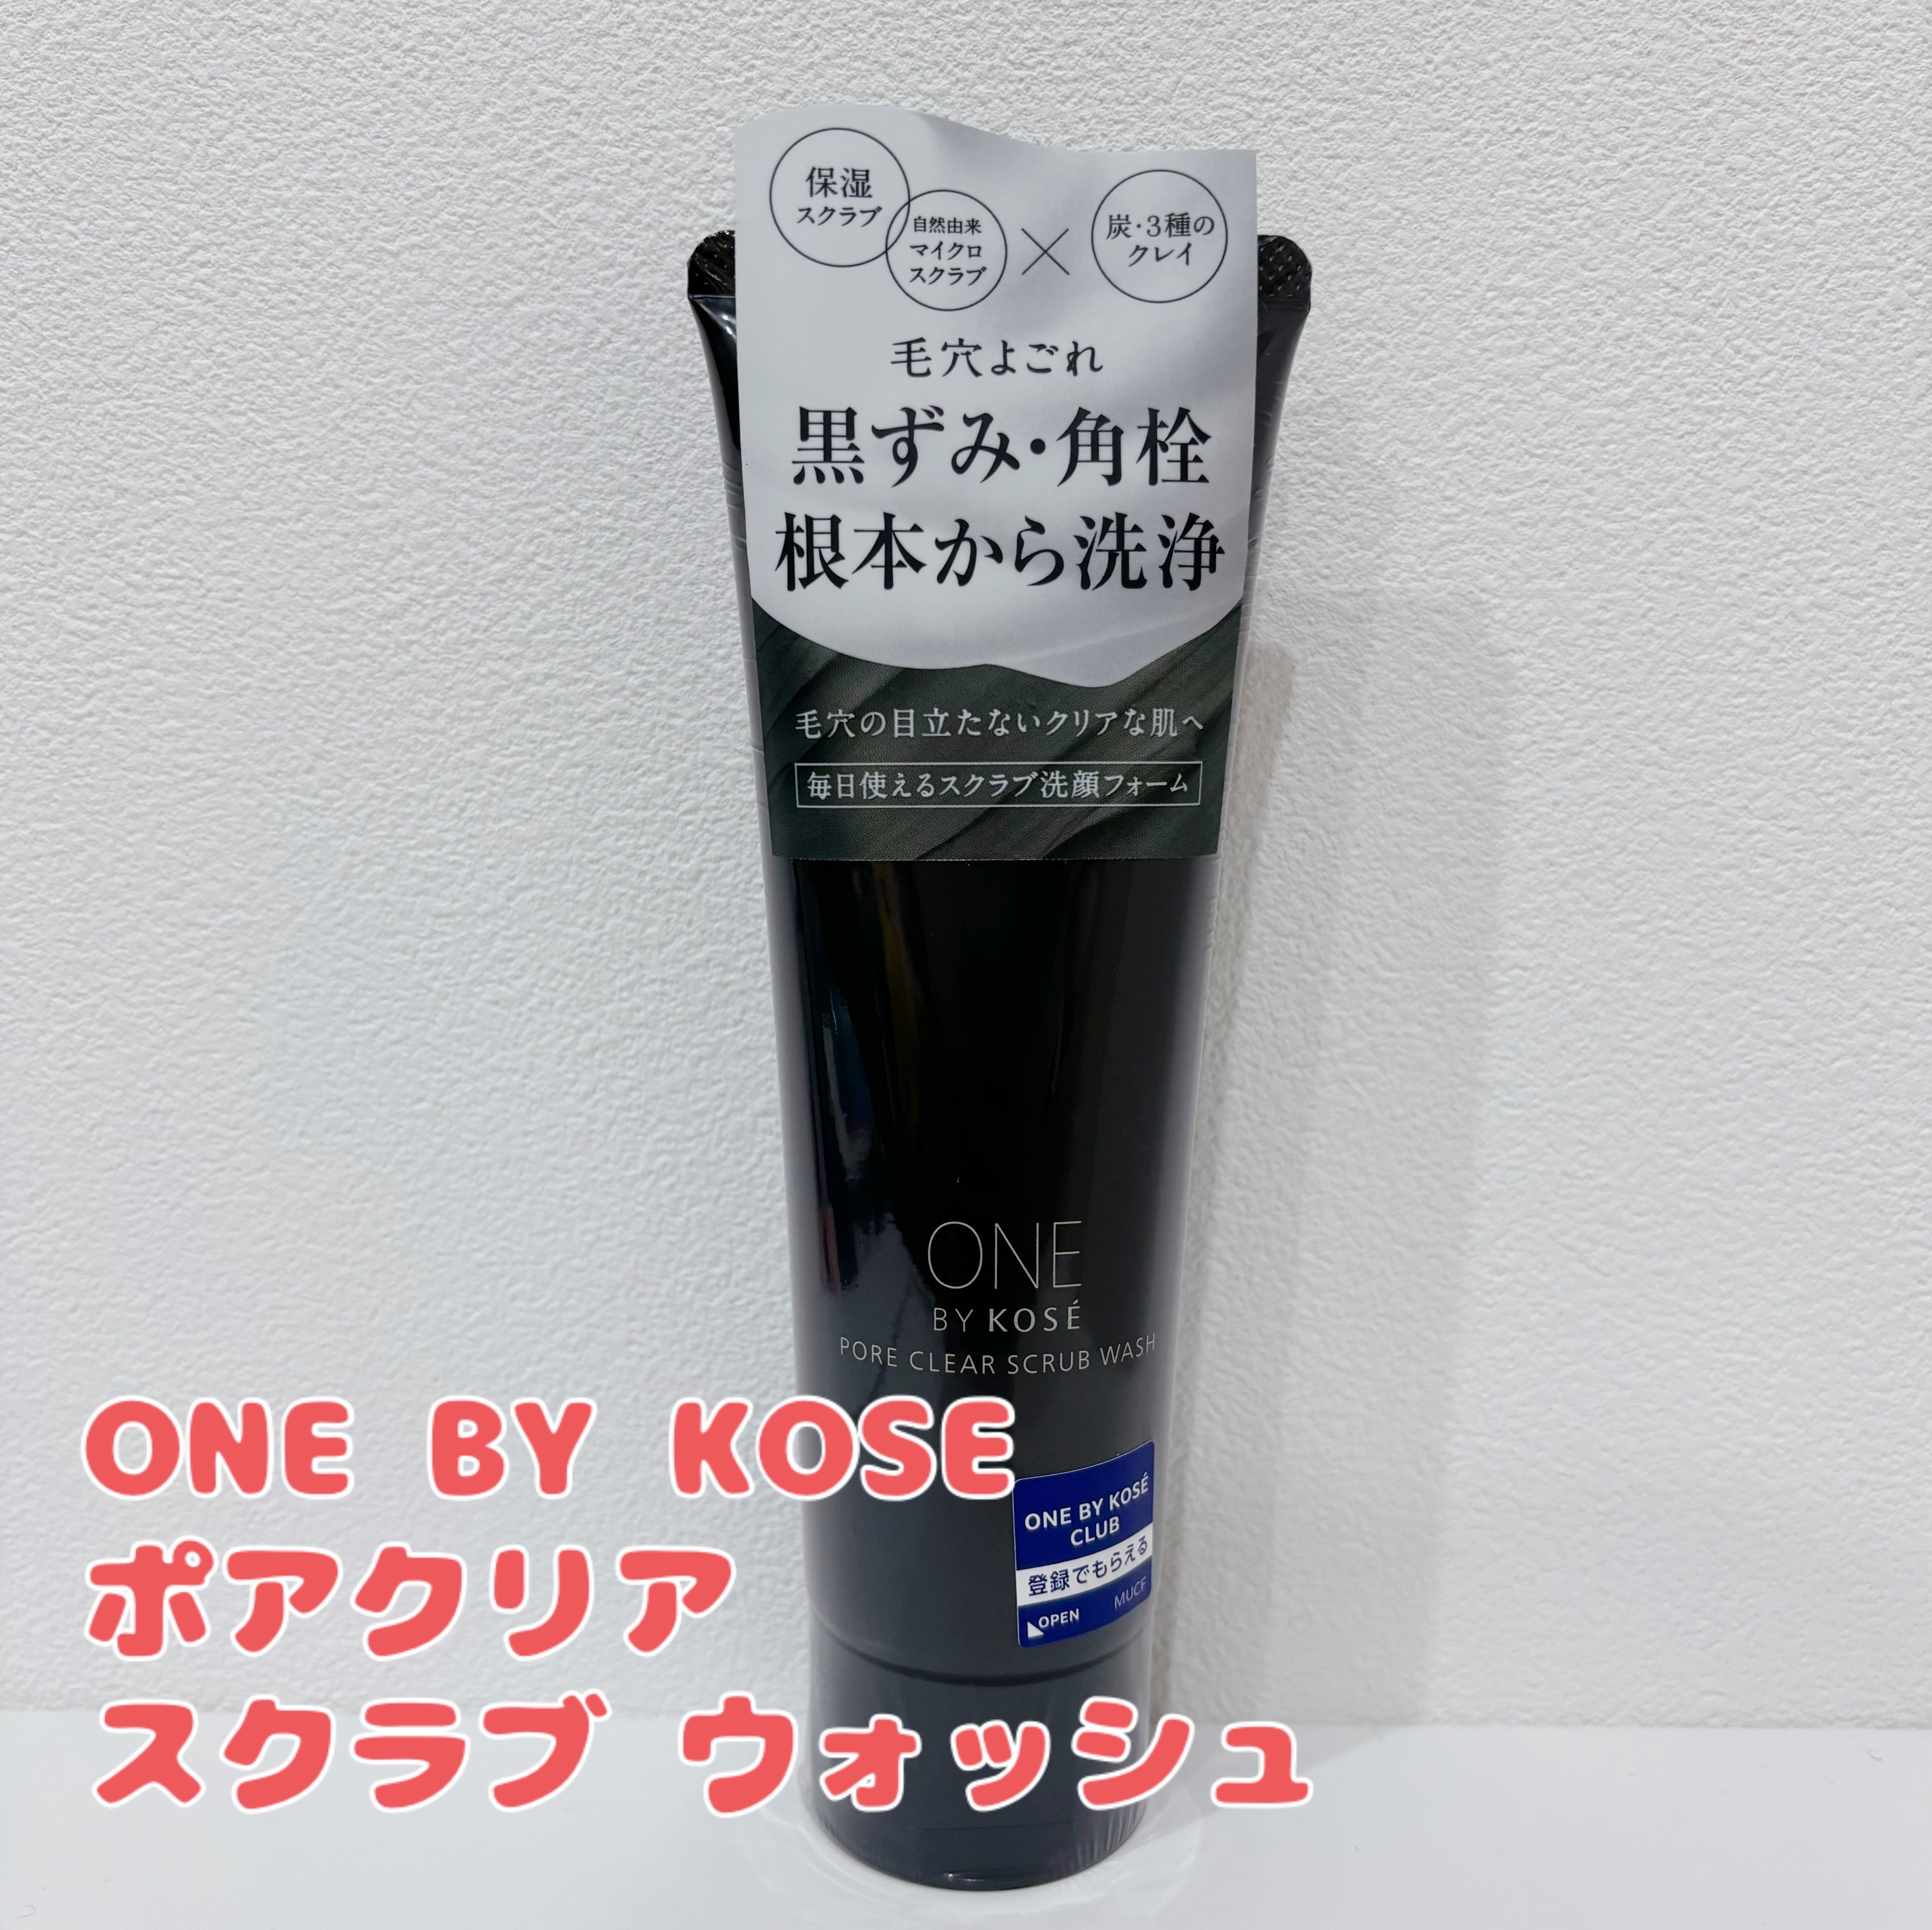 保湿
スクラブ
自然由来
マイクロ
スクラブ
×
炭・3種の
クレイ
毛穴よごれ
黒ずみ・角栓
根本から洗浄
毛穴の目立たないクリアな肌へ
毎日使えるスクラブ洗顔フォーム
ONE
BY KOSÉ
PORE CLEAR SCRUB WASH
ONE BY KOSE
ポアクリア
スクラブ ウォッシュ
ONE BY KOSÉ
CLUB
登録でもらえる
OPEN
MUCF